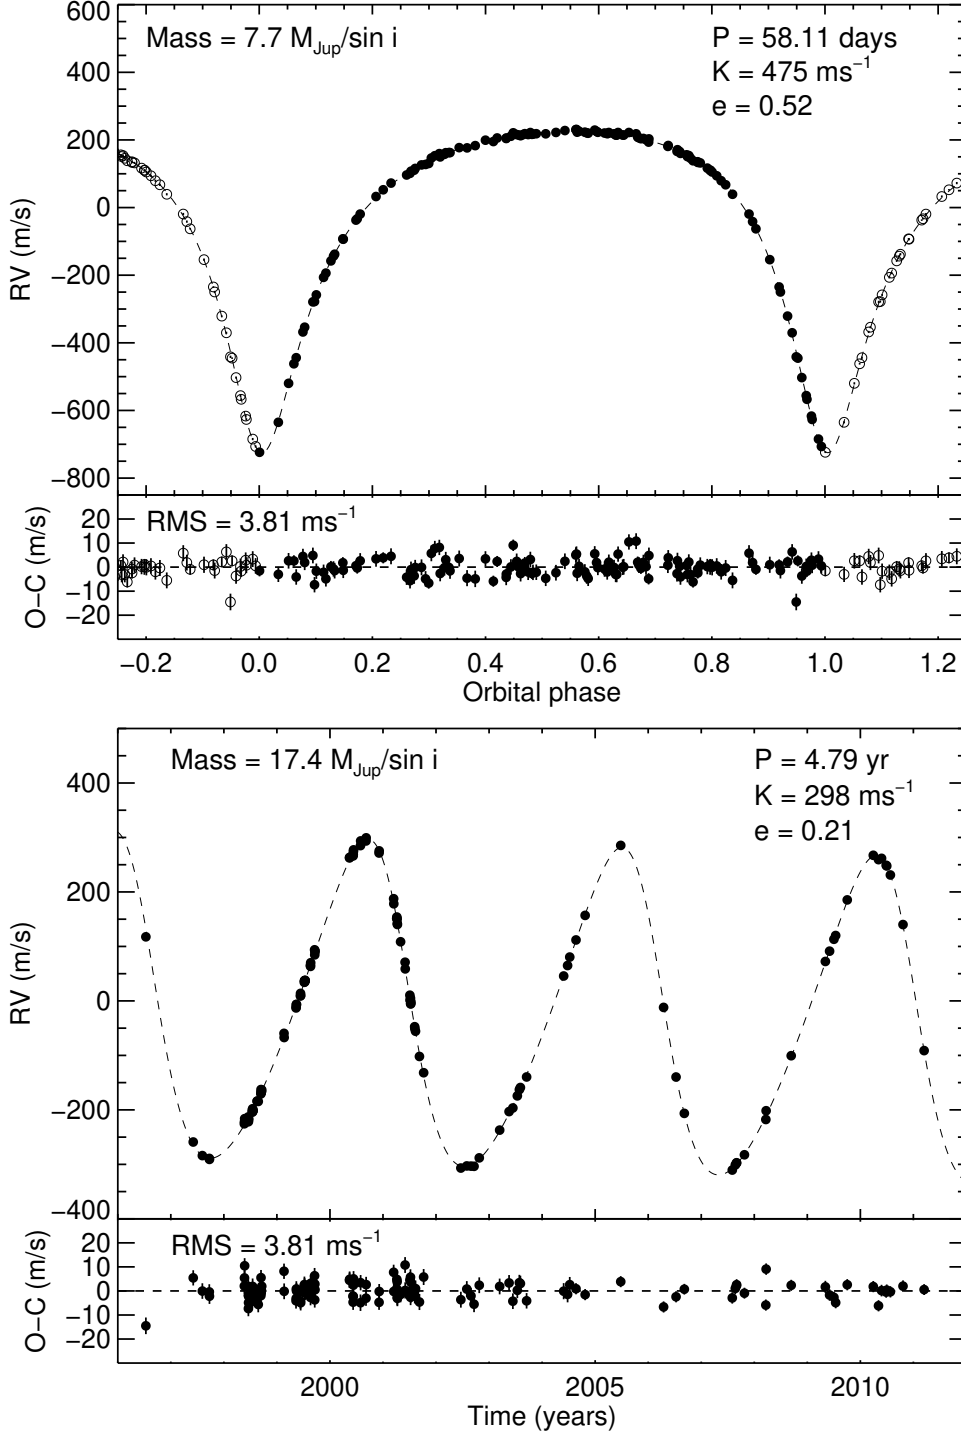 Mass = 7.7 M_Jup/sin i
P = 58.11 days
K = 475 ms⁻¹
e = 0.52
600
400
200
0
−200
−400
−600
−800
RV (m/s)
RMS = 3.81 ms⁻¹
20
10
0
−10
−20
O−C (m/s)
−0.2 0.0 0.2 0.4 0.6 0.8 1.0 1.2
Orbital phase
Mass = 17.4 M_Jup/sin i
P = 4.79 yr
K = 298 ms⁻¹
e = 0.21
400
200
0
−200
−400
RV (m/s)
RMS = 3.81 ms⁻¹
20
10
0
−10
−20
O−C (m/s)
2000 2005 2010
Time (years)